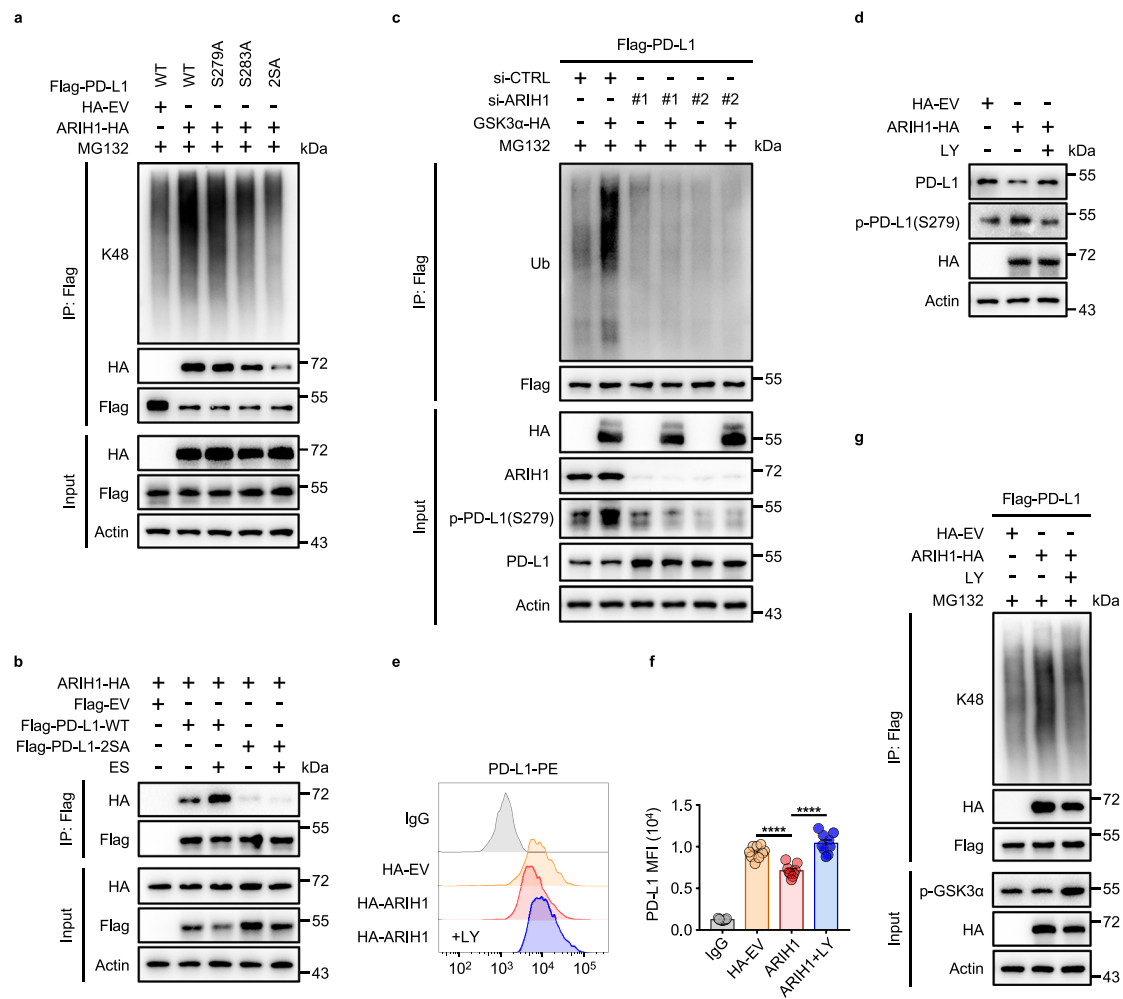 a
Flag-PD-L1 WT WT S279A S283A 2SA
HA-EV + - - - -
ARIH1-HA - + + + +
MG132 + + + + + kDa
IP: Flag
K48
HA 72
Flag 55
Input
HA 72
Flag 55
Actin 43
b
ARIH1-HA + + + + +
Flag-EV + - - - -
Flag-PD-L1-WT - + + - -
Flag-PD-L1-2SA - - - + +
ES - - + - + kDa
IP: Flag
HA 72
Flag 55
Input
HA 72
Flag 55
Actin 43
c
Flag-PD-L1
si-CTRL + + - - - -
si-ARIH1 - - #1 #1 #2 #2
GSK3α-HA - + - + - +
MG132 + + + + + + kDa
IP: Flag
Ub
Flag 55
Input
HA 55
ARIH1 72
p-PD-L1(S279) 55
PD-L1 55
Actin 43
d
HA-EV + - -
ARIH1-HA - + +
LY - - + kDa
PD-L1 55
p-PD-L1(S279) 55
HA 72
Actin 43
e
PD-L1-PE
IgG
HA-EV
HA-ARIH1
HA-ARIH1 +LY
10² 10³ 10⁴ 10⁵
f
PD-L1 MFI (10⁴)
1.5
1.0
0.5
0.0
**** ****
IgG HA-EV ARIH1 ARIH1+LY
g
Flag-PD-L1
HA-EV + - -
ARIH1-HA - + +
LY - - +
MG132 + + + kDa
IP: Flag
K48
HA 72
Flag 55
Input
p-GSK3α 55
HA 72
Actin 43